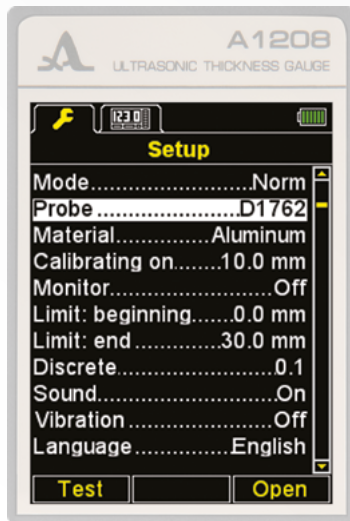 A1208
ULTRASONIC THICKNESS GAUGE
123.0
Setup
Mode..............................Norm
Probe ...........................D1762
Material....................Aluminum
Calibrating on........10.0 mm
Monitor..............................Off
Limit: beginning.......0.0 mm
Limit: end ...............30.0 mm
Discrete..............................0.1
Sound.................................On
Vibration ...........................Off
Language...................English
Test Open